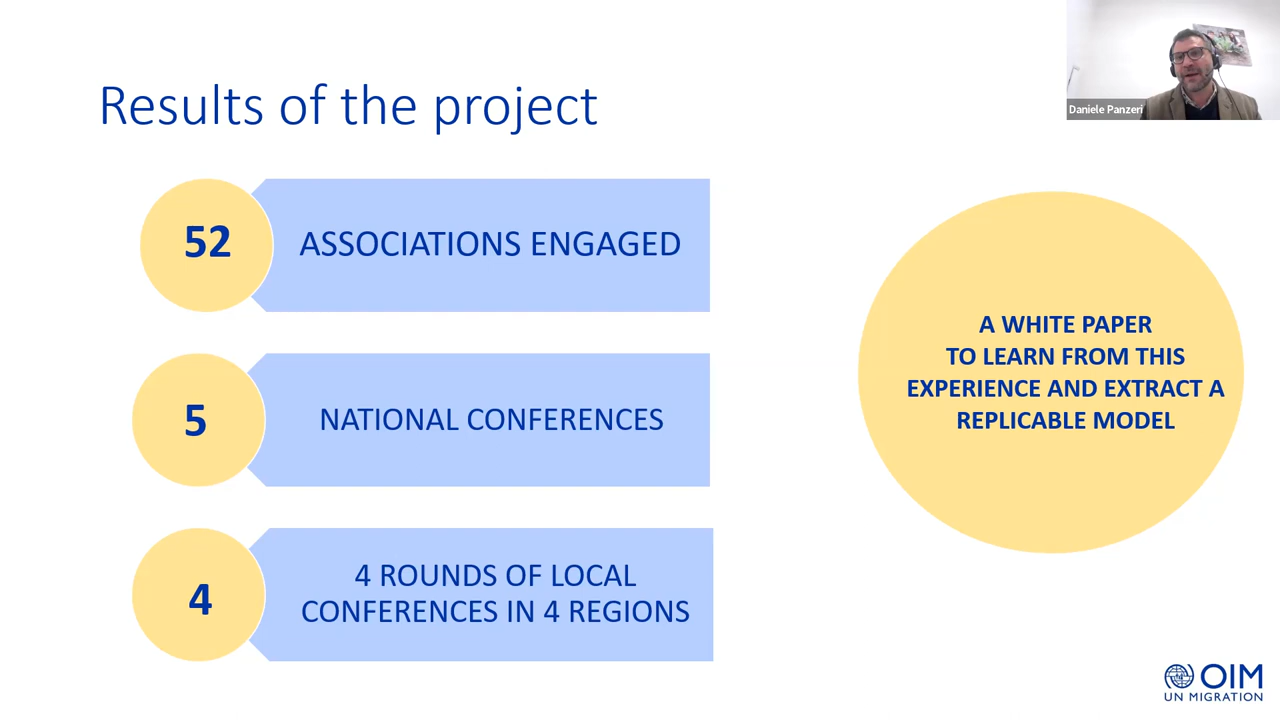 Results of the project
Daniele Panzeri
52
ASSOCIATIONS ENGAGED
5
NATIONAL CONFERENCES
4
4 ROUNDS OF LOCAL
CONFERENCES IN 4 REGIONS
A WHITE PAPER
TO LEARN FROM THIS
EXPERIENCE AND EXTRACT A
REPLICABLE MODEL
OIM
UN MIGRATION